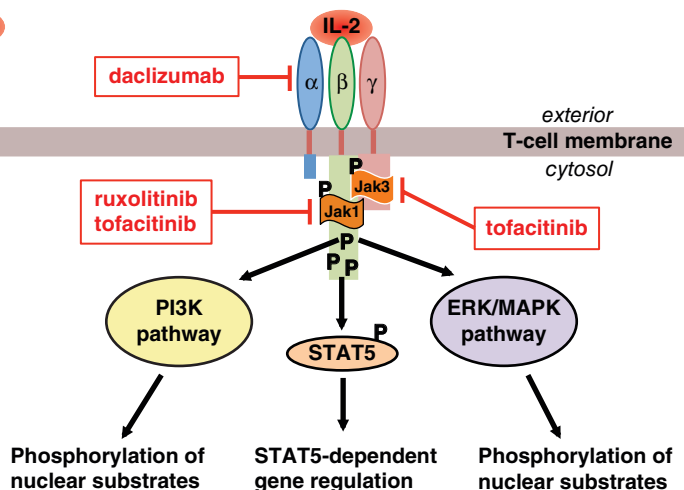 IL-2
daclizumab
α
β
γ
exterior
T-cell membrane
cytosol
P
Jak3
P
Jak1
ruxolitinib
tofacitinib
tofacitinib
P
P
P
PI3K
pathway
P
STAT5
ERK/MAPK
pathway
Phosphorylation of
nuclear substrates
STAT5-dependent
gene regulation
Phosphorylation of
nuclear substrates